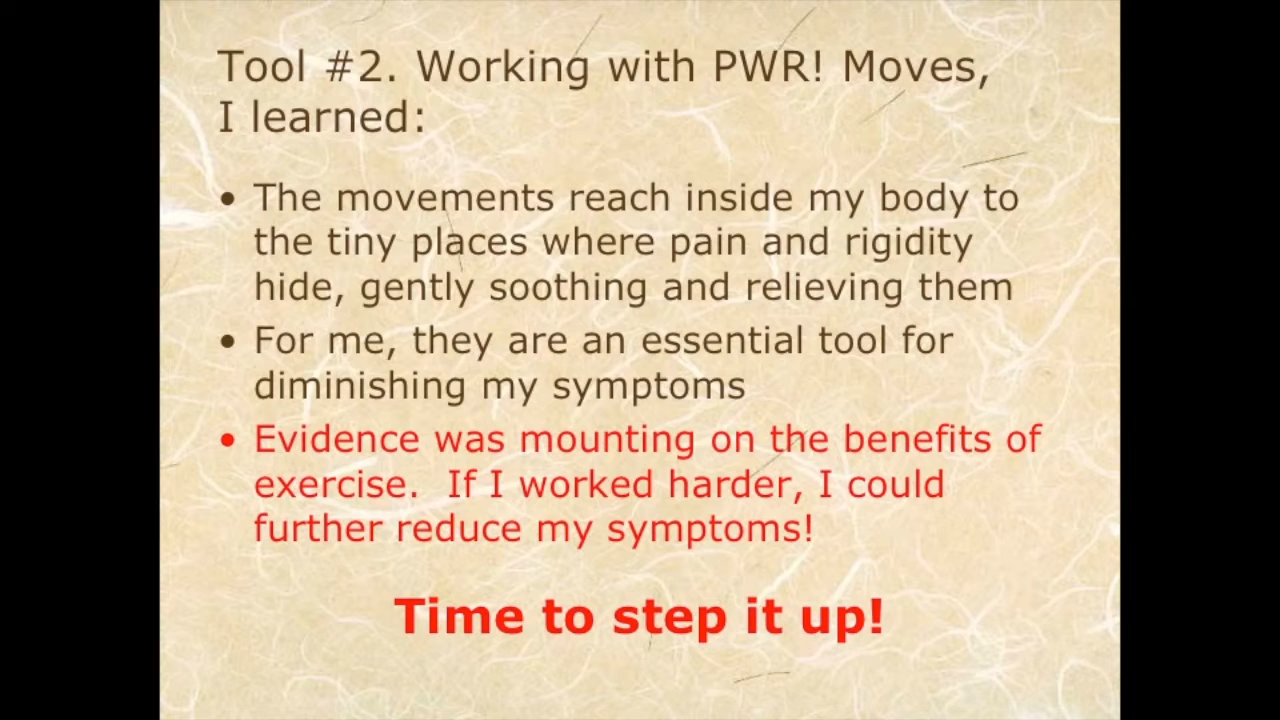 Tool #2. Working with PWR! Moves,
I learned:
• The movements reach inside my body to
the tiny places where pain and rigidity
hide, gently soothing and relieving them
• For me, they are an essential tool for
diminishing my symptoms
• Evidence was mounting on the benefits of
exercise.  If I worked harder, I could
further reduce my symptoms!
Time to step it up!